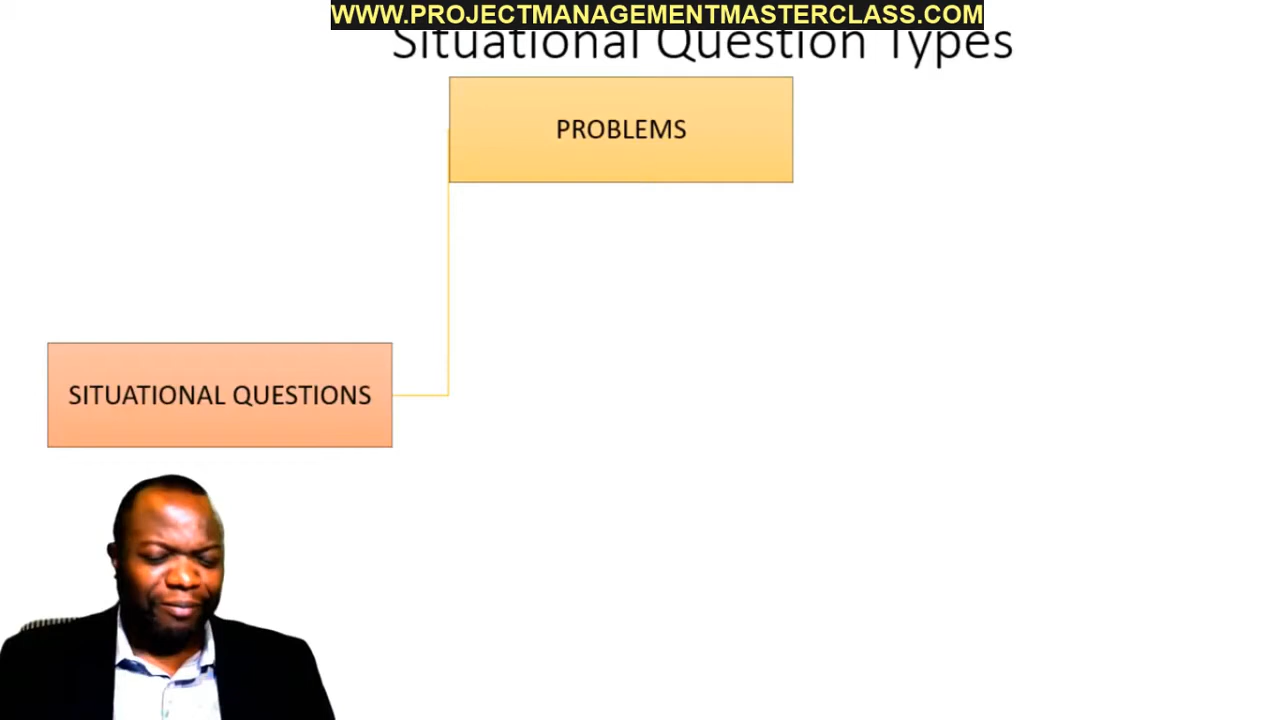 WWW.PROJECTMANAGEMENTMASTERCLASS.COM
Situational Question Types
PROBLEMS
SITUATIONAL QUESTIONS